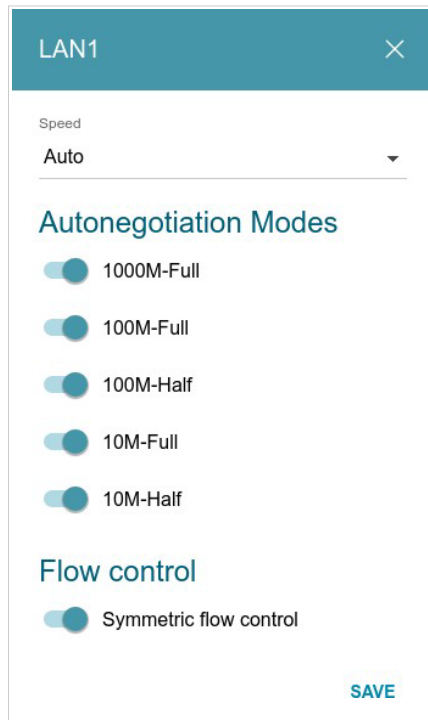 LAN1
Speed
Auto
Autonegotiation Modes
1000M-Full
100M-Full
100M-Half
10M-Full
10M-Half
Flow control
Symmetric flow control
SAVE